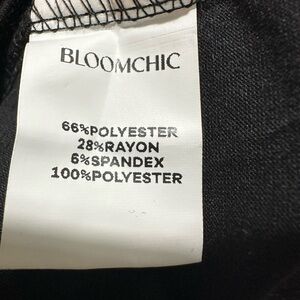 BLOOMCHIC
66%POLYESTER
28%RAYON
6%SPANDEX
100%POLYESTER